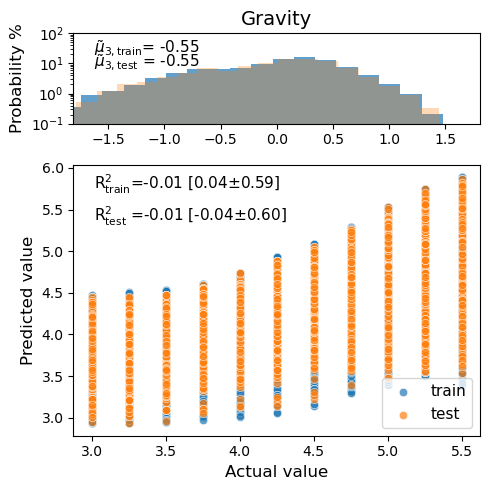 Gravity
Probability %
10² 10¹ 10⁰ 10⁻¹
μ̃₃,train= -0.55
μ̃₃,test = -0.55
−1.5 −1.0 −0.5 0.0 0.5 1.0 1.5
Predicted value
6.0 5.5 5.0 4.5 4.0 3.5 3.0
R²train=-0.01 [0.04±0.59]
R²test =-0.01 [-0.04±0.60]
train
test
3.0 3.5 4.0 4.5 5.0 5.5
Actual value